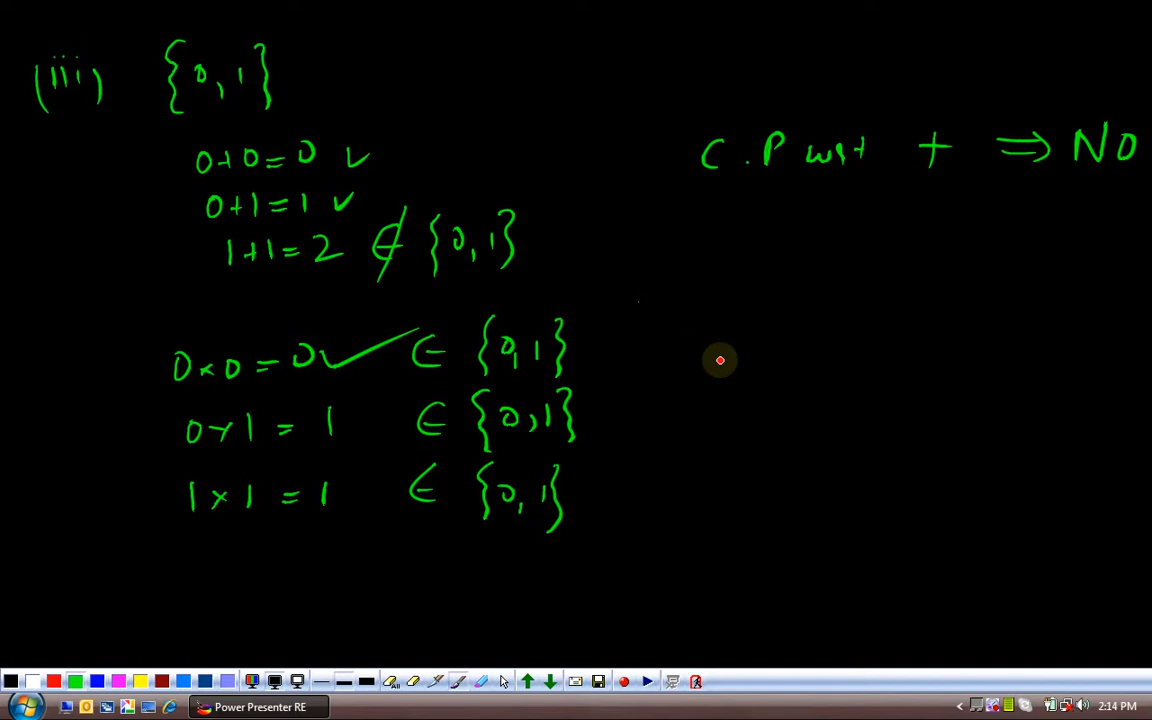 (iii) {0, 1}
0+0=0 ✓
0+1=1 ✓
1+1=2 ∉ {0, 1}
C.P wrt + ⇒ NO
0×0=0✓ ∈ {0, 1}
0×1 = 1 ∈ {0, 1}
1×1 = 1 ∈ {0, 1}
Power Presenter RE
2:14 PM